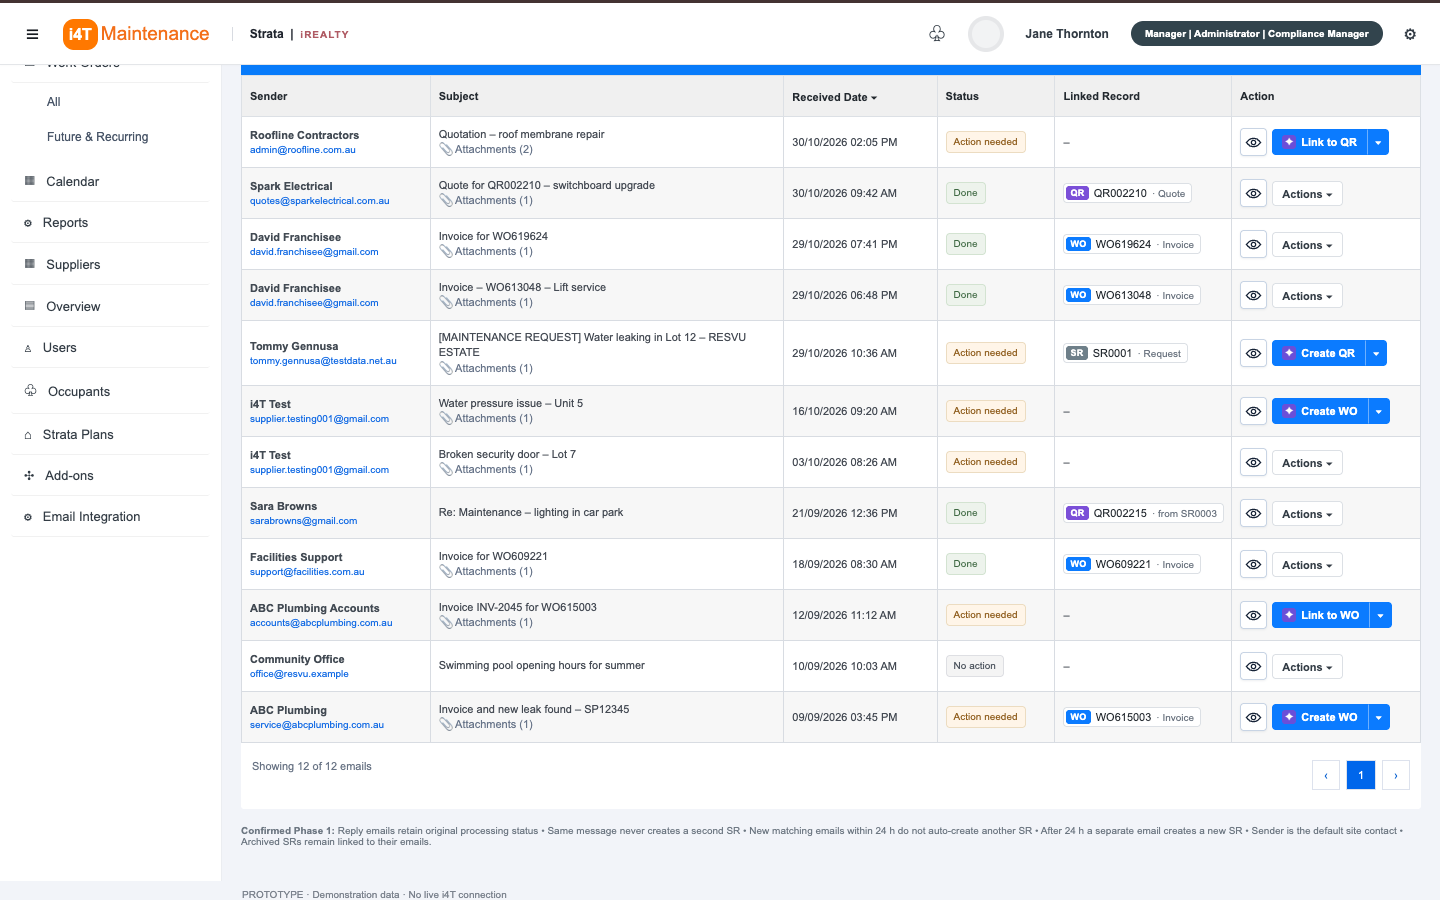 ☰ i4T Maintenance Strata | iREALTY Jane Thornton Manager | Administrator | Compliance Manager
Work Orders
All
Future & Recurring
Calendar
Reports
Suppliers
Overview
Users
Occupants
Strata Plans
Add-ons
Email Integration
Sender Subject Received Date Status Linked Record Action
Roofline Contractors
admin@roofline.com.au
Quotation – roof membrane repair
Attachments (2)
30/10/2026 02:05 PM Action needed – Link to QR
Spark Electrical
quotes@sparkelectrical.com.au
Quote for QR002210 – switchboard upgrade
Attachments (1)
30/10/2026 09:42 AM Done QR QR002210 · Quote Actions
David Franchisee
david.franchisee@gmail.com
Invoice for WO619624
Attachments (1)
29/10/2026 07:41 PM Done WO WO619624 · Invoice Actions
David Franchisee
david.franchisee@gmail.com
Invoice – WO613048 – Lift service
Attachments (1)
29/10/2026 06:48 PM Done WO WO613048 · Invoice Actions
Tommy Gennusa
tommy.gennusa@testdata.net.au
[MAINTENANCE REQUEST] Water leaking in Lot 12 – RESVU
ESTATE
Attachments (1)
29/10/2026 10:36 AM Action needed SR SR0001 · Request Create QR
i4T Test
supplier.testing001@gmail.com
Water pressure issue – Unit 5
Attachments (1)
16/10/2026 09:20 AM Action needed – Create WO
i4T Test
supplier.testing001@gmail.com
Broken security door – Lot 7
Attachments (1)
03/10/2026 08:26 AM Action needed – Actions
Sara Browns
sarabrowns@gmail.com
Re: Maintenance – lighting in car park
21/09/2026 12:36 PM Done QR QR002215 · from SR0003 Actions
Facilities Support
support@facilities.com.au
Invoice for WO609221
Attachments (1)
18/09/2026 08:30 AM Done WO WO609221 · Invoice Actions
ABC Plumbing Accounts
accounts@abcplumbing.com.au
Invoice INV-2045 for WO615003
Attachments (1)
12/09/2026 11:12 AM Action needed – Link to WO
Community Office
office@resvu.example
Swimming pool opening hours for summer
10/09/2026 10:03 AM No action – Actions
ABC Plumbing
service@abcplumbing.com.au
Invoice and new leak found – SP12345
Attachments (1)
09/09/2026 03:45 PM Action needed WO WO615003 · Invoice Create WO
Showing 12 of 12 emails ‹ 1 ›
Confirmed Phase 1: Reply emails retain original processing status • Same message never creates a second SR • New matching emails within 24 h do not auto-create another SR • After 24 h a separate email creates a new SR • Sender is the default site contact •
Archived SRs remain linked to their emails.
PROTOTYPE · Demonstration data · No live i4T connection